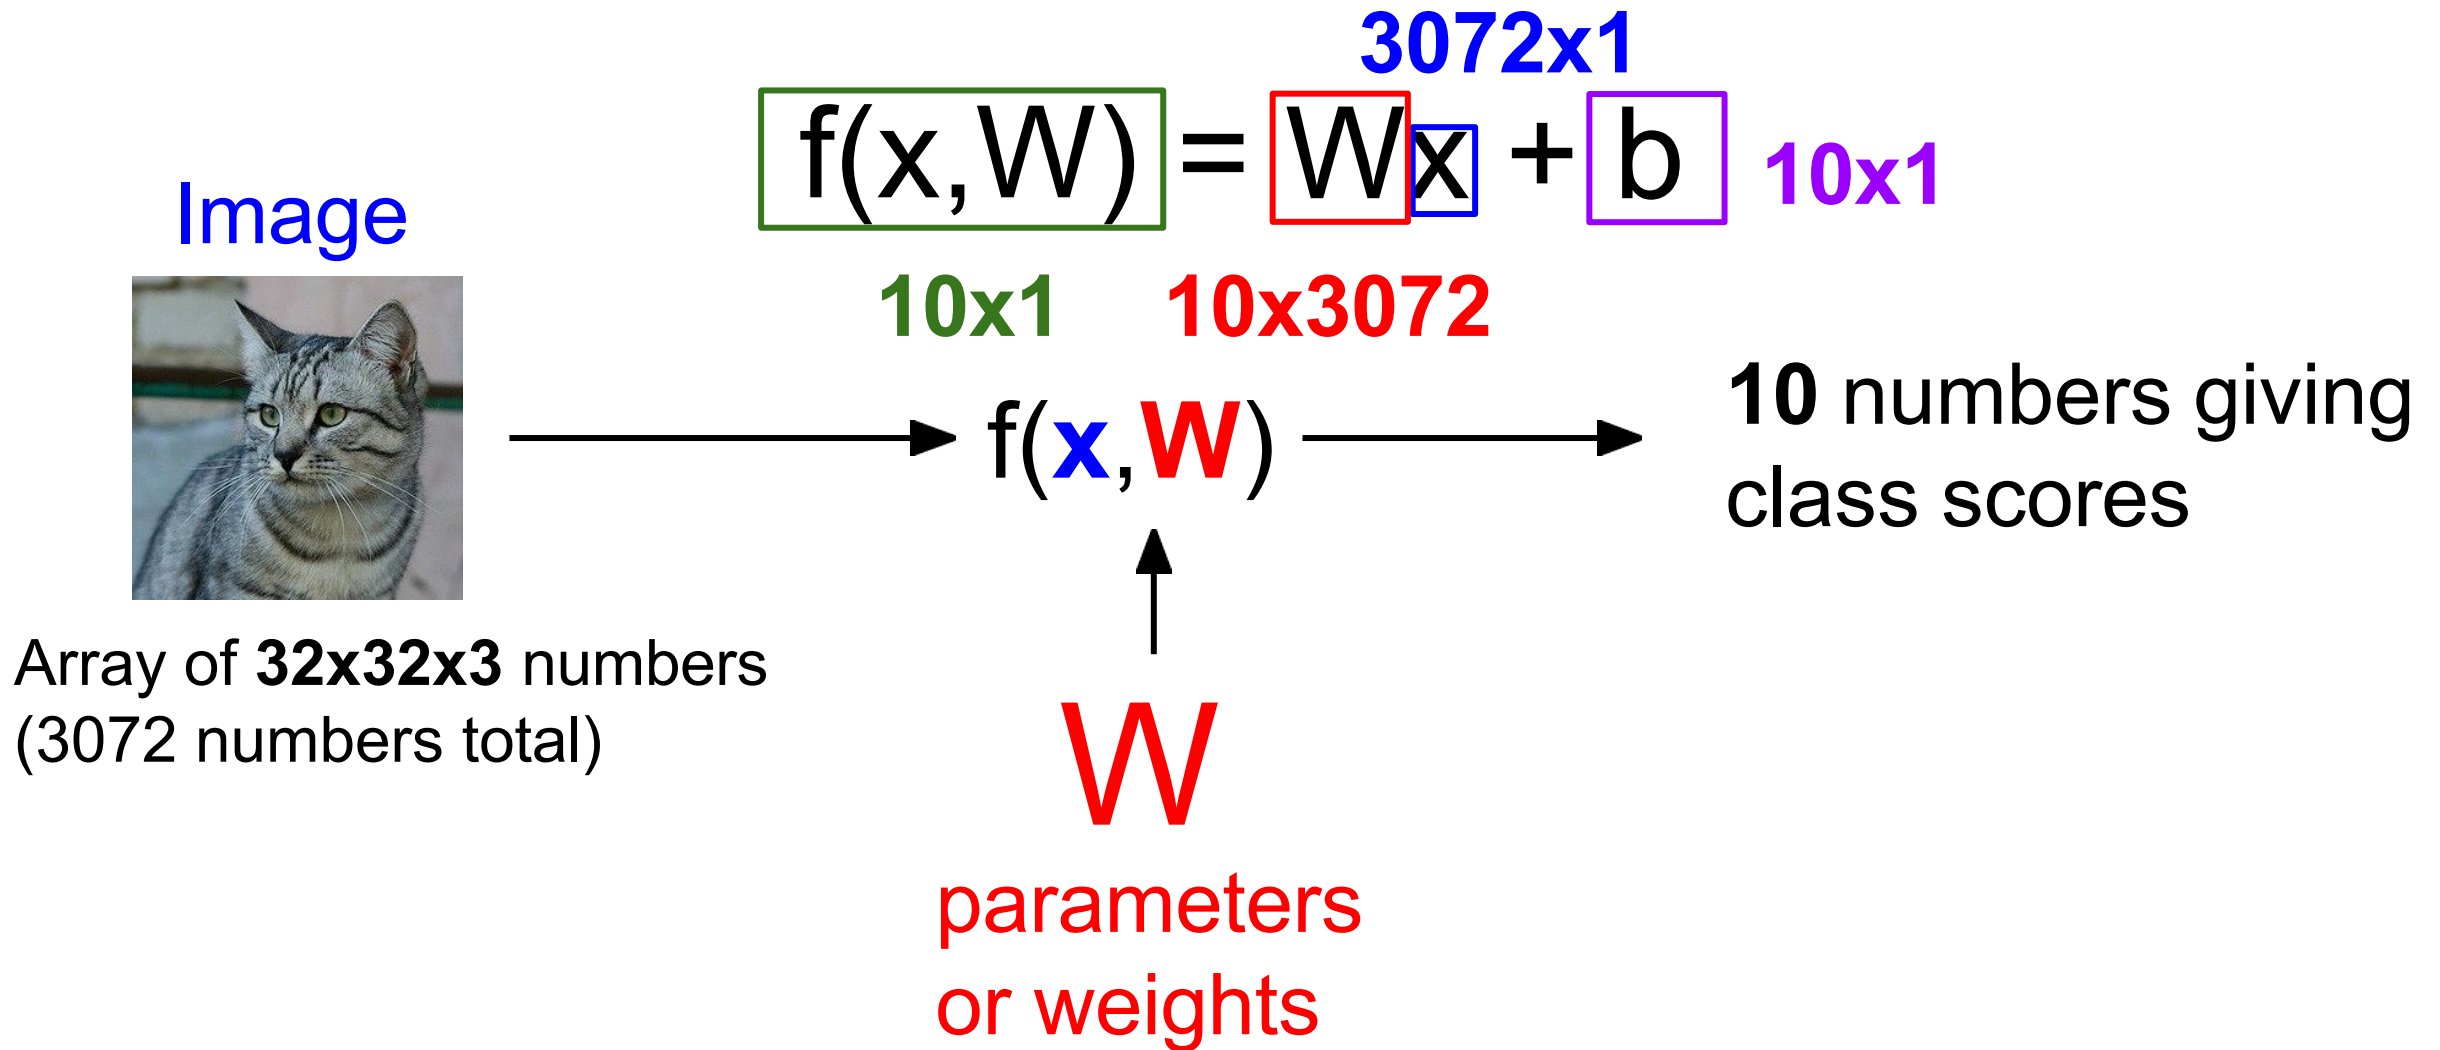 3072x1
f(x,W) = Wx + b 10x1
Image
10x1 10x3072
f(x,W)
10 numbers giving
class scores
Array of 32x32x3 numbers
(3072 numbers total)
W
parameters
or weights